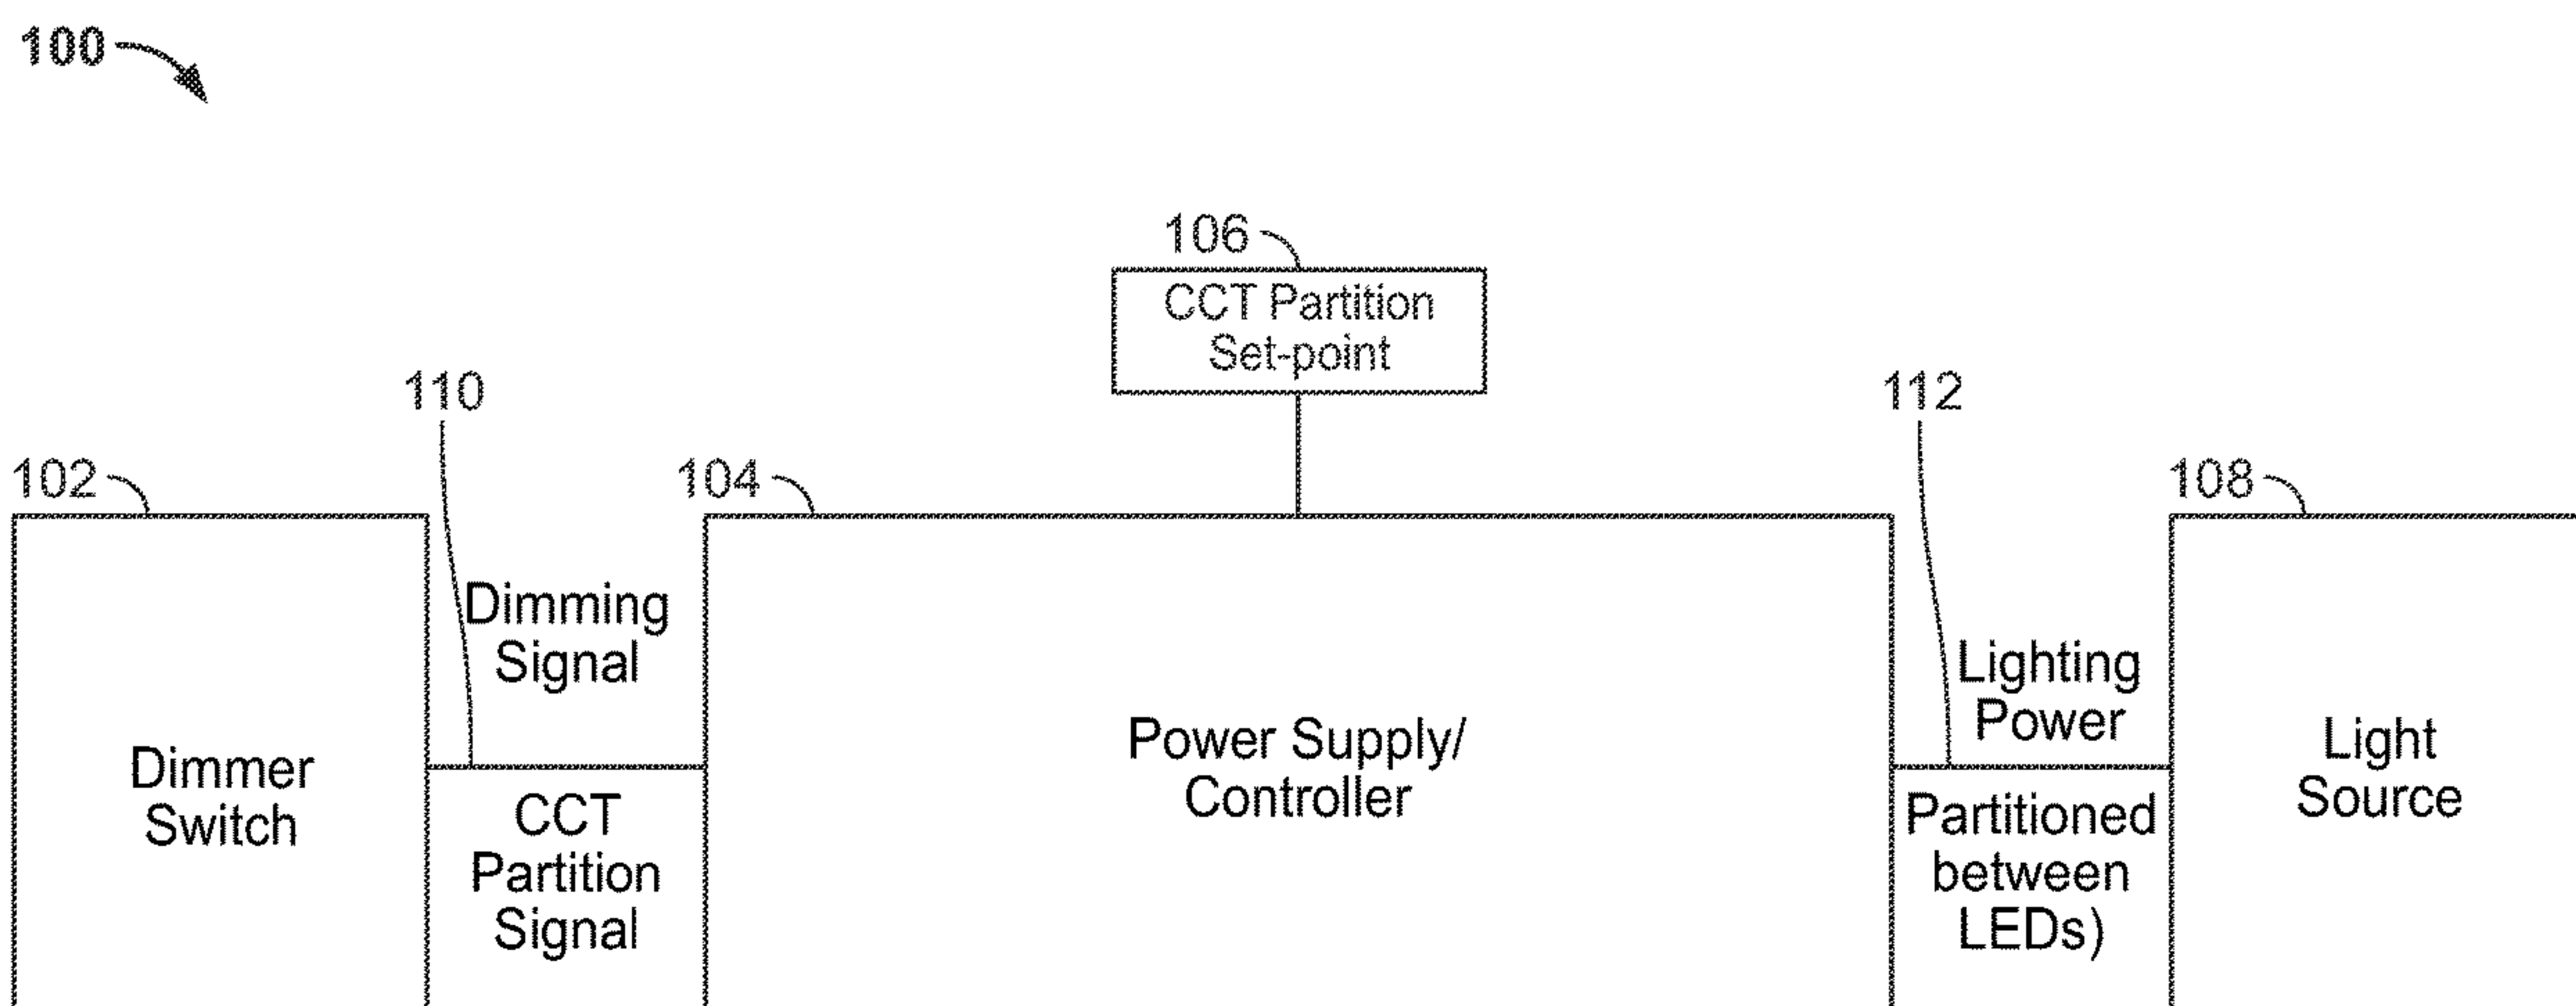 100
106
CCT Partition
Set-point
110
112
102
104
108
Dimming
Signal
Dimmer
Switch
CCT
Partition
Signal
Power Supply/
Controller
Lighting
Power
Partitioned
between
LEDs)
Light
Source